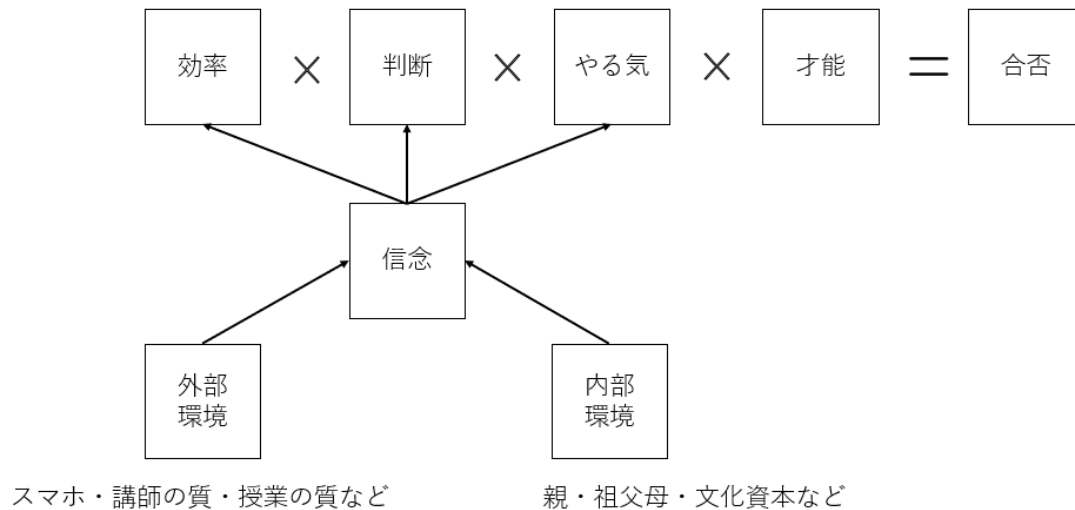 効率 × 判断 × やる気 × 才能 = 合否
信念
外部
環境
内部
環境
スマホ・講師の質・授業の質など
親・祖父母・文化資本など